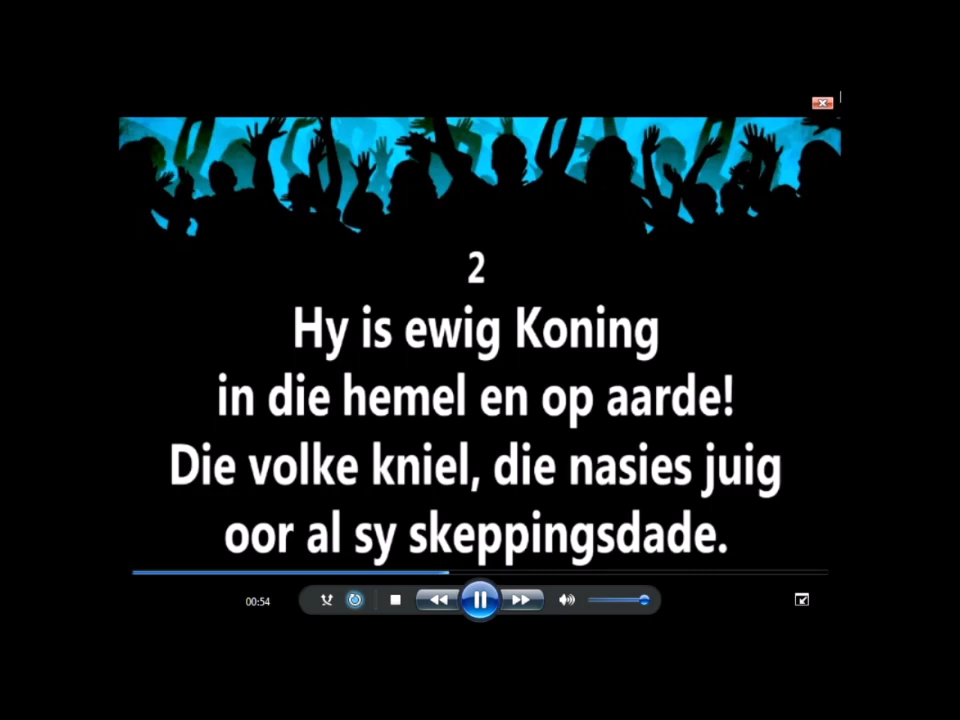 2
Hy is ewig Koning
in die hemel en op aarde!
Die volke kniel, die nasies juig
oor al sy skeppingsdade.
00:54